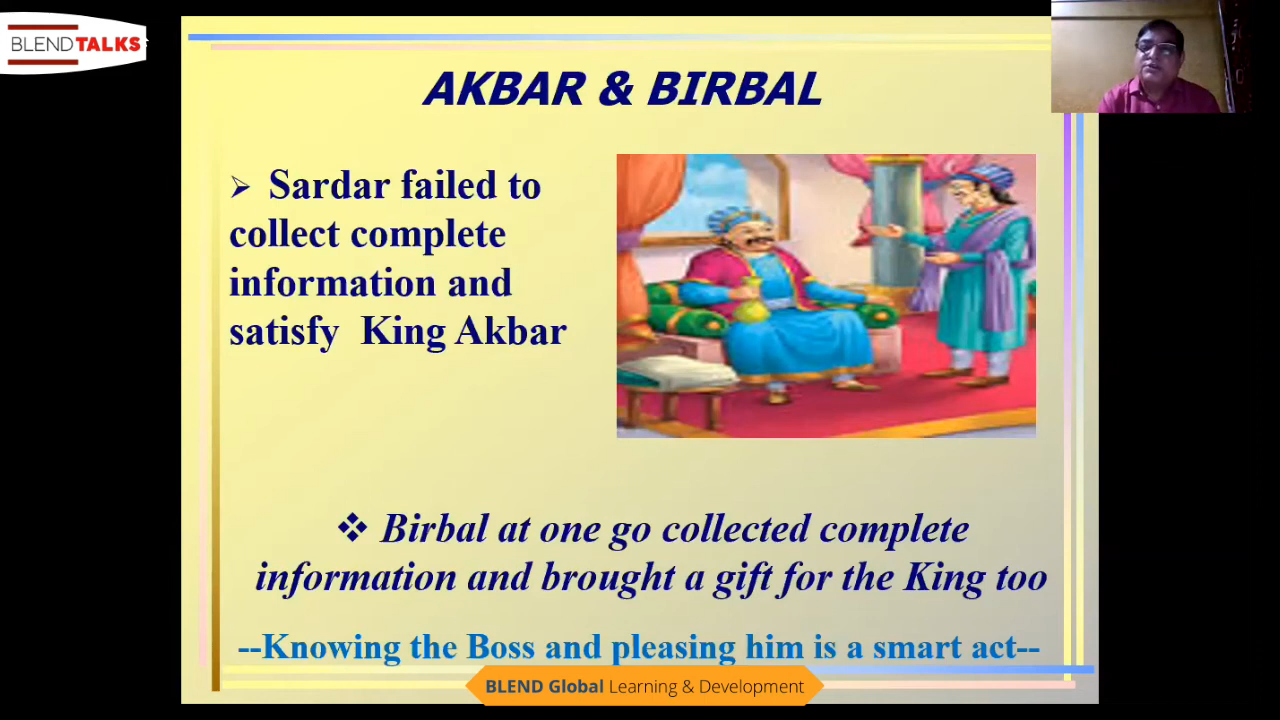 BLENDTALKS
AKBAR & BIRBAL
➢ Sardar failed to
collect complete
information and
satisfy King Akbar
❖ Birbal at one go collected complete
information and brought a gift for the King too
--Knowing the Boss and pleasing him is a smart act--
BLEND Global Learning & Development